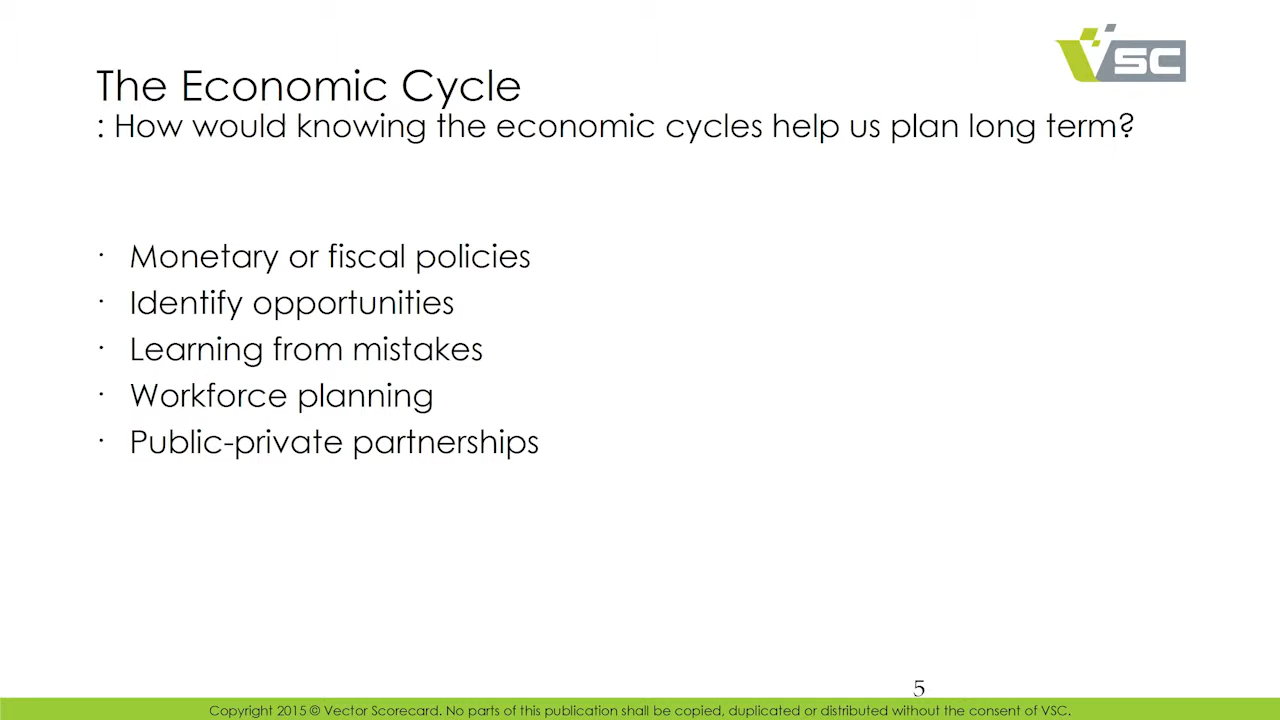 VSC
The Economic Cycle
: How would knowing the economic cycles help us plan long term?
· Monetary or fiscal policies
· Identify opportunities
· Learning from mistakes
· Workforce planning
· Public-private partnerships
5
Copyright 2015 © Vector Scorecard. No parts of this publication shall be copied, duplicated or distributed without the consent of VSC.